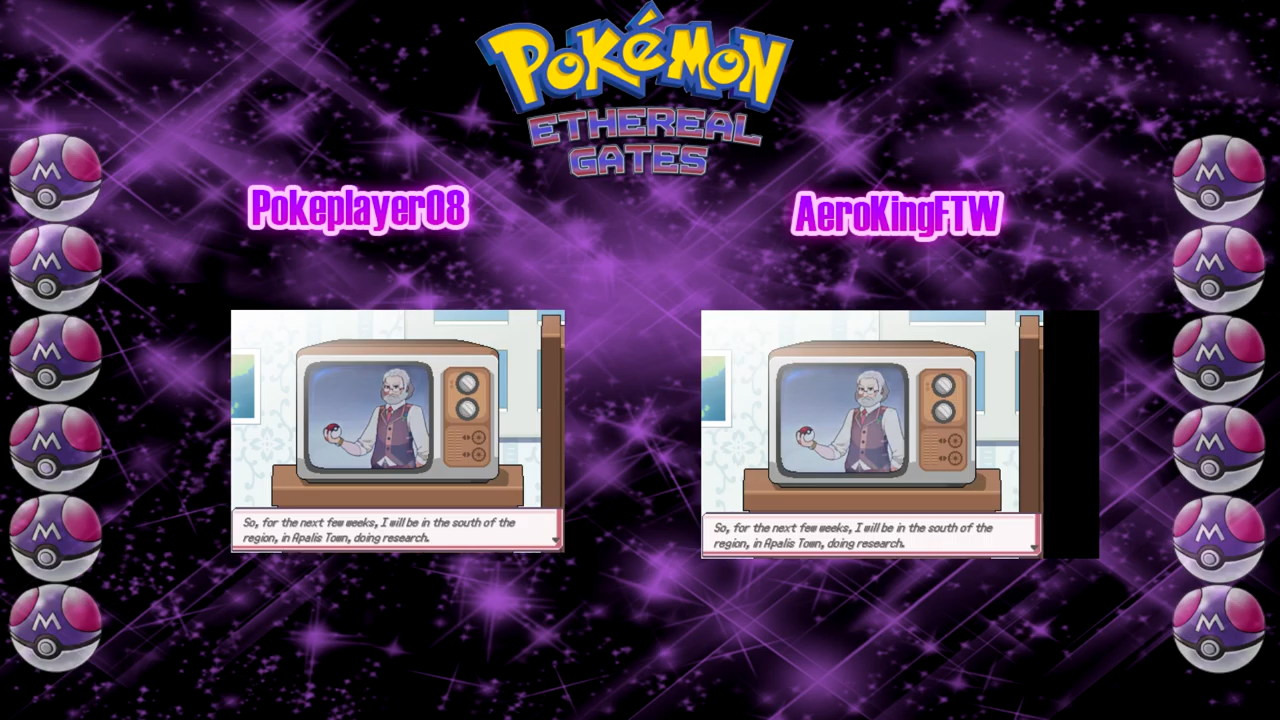 POKéMON
ETHEREAL
GATES
Pokeplayer08
AeroKingFTW
So, for the next few weeks, I will be in the south of the
region, in Apalis Town, doing research.
So, for the next few weeks, I will be in the south of the
region, in Apalis Town, doing research.
M
M
M
M
M
M
M
M
M
M
M
M